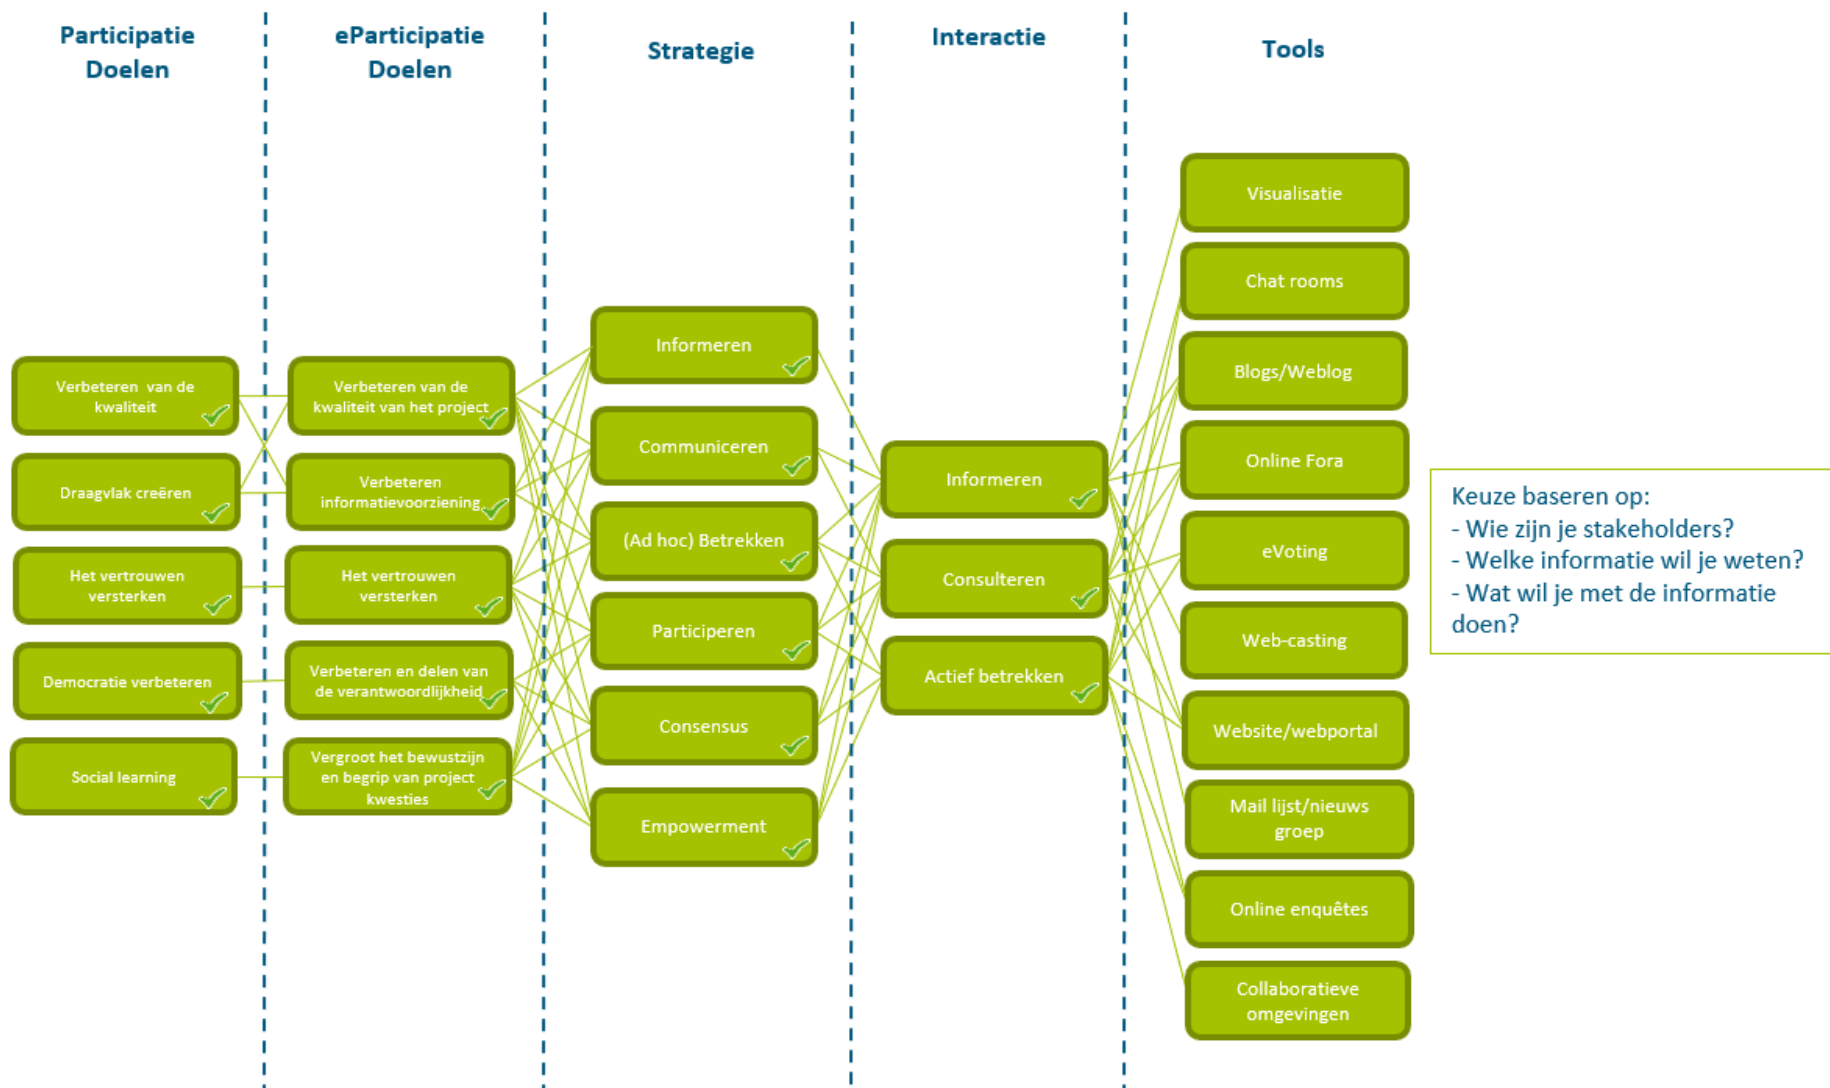 Participatie
Doelen
eParticipatie
Doelen
Strategie
Interactie
Tools
Verbeteren van de
kwaliteit
Draagvlak creëren
Het vertrouwen
versterken
Democratie verbeteren
Social learning
Verbeteren van de
kwaliteit van het project
Verbeteren
informatievoorziening
Het vertrouwen
versterken
Verbeteren en delen van
de verantwoordlijkheid
Vergroot het bewustzijn
en begrip van project
kwesties
Informeren
Communiceren
(Ad hoc) Betrekken
Participeren
Consensus
Empowerment
Informeren
Consulteren
Actief betrekken
Visualisatie
Chat rooms
Blogs/Weblog
Online Fora
eVoting
Web-casting
Website/webportal
Mail lijst/nieuws
groep
Online enquêtes
Collaboratieve
omgevingen
Keuze baseren op:
- Wie zijn je stakeholders?
- Welke informatie wil je weten?
- Wat wil je met de informatie
doen?